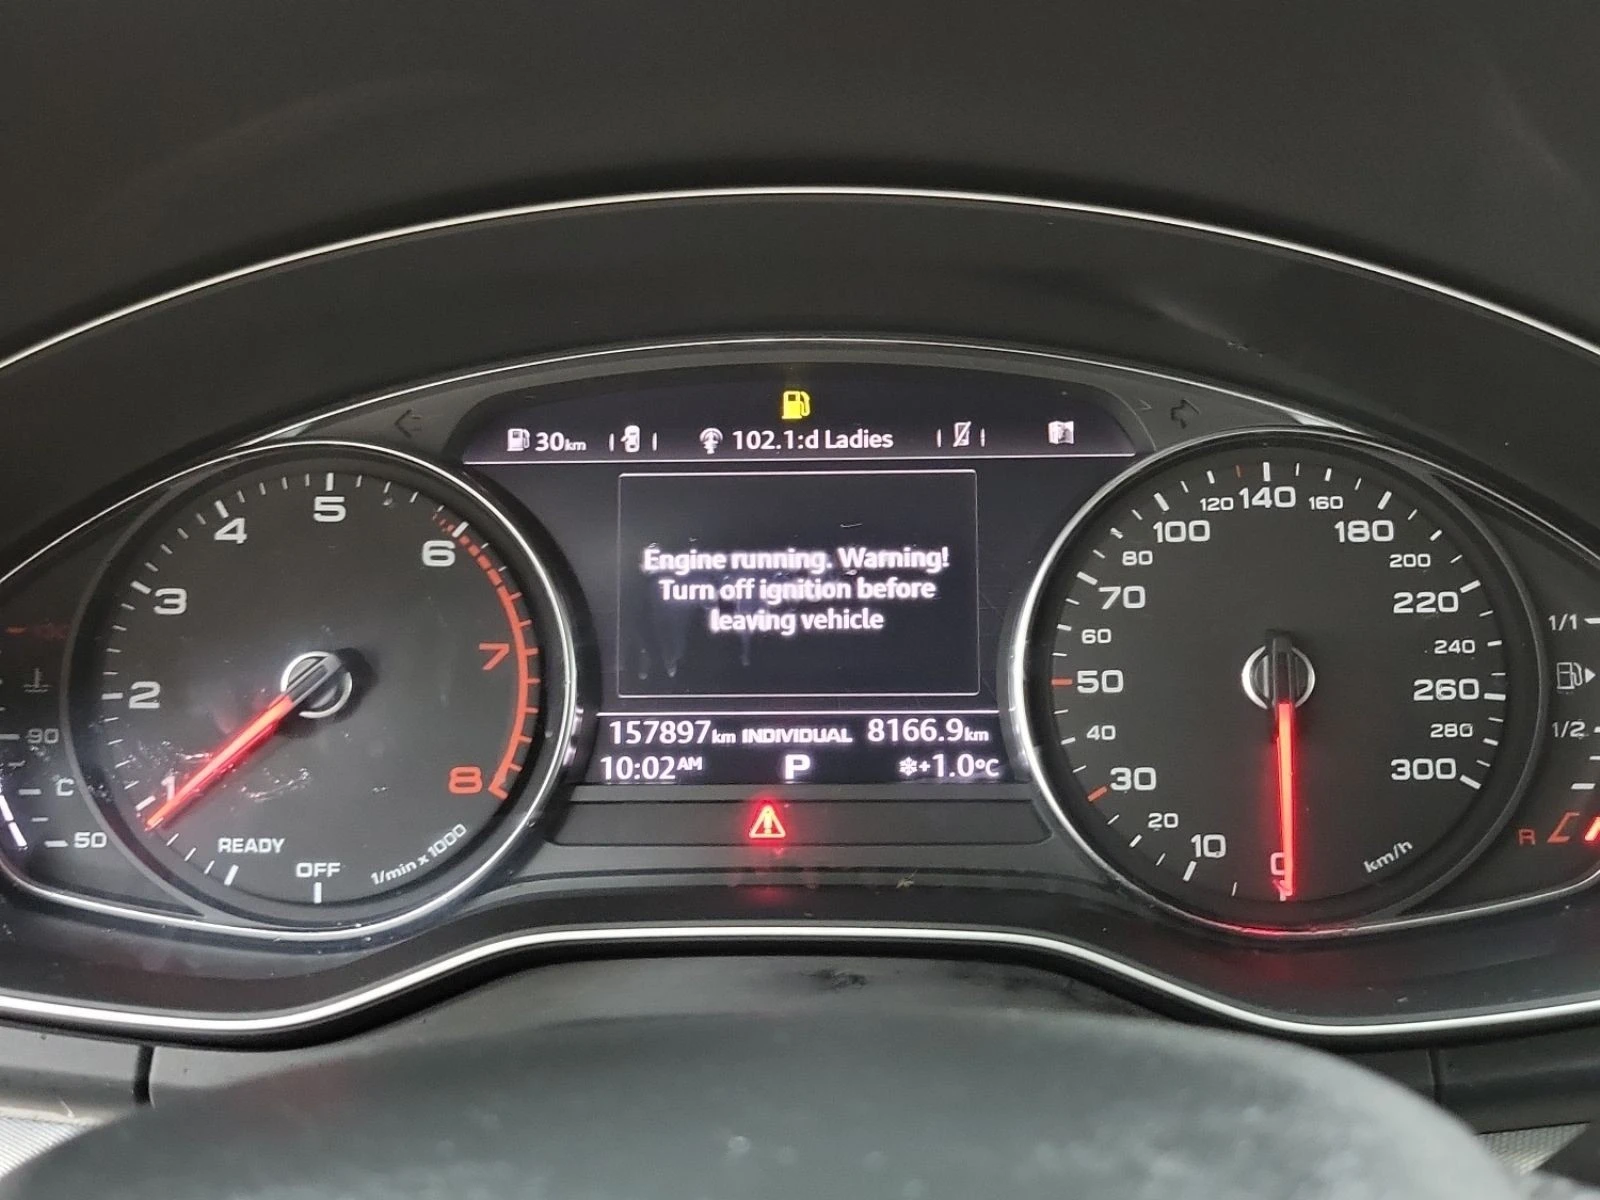 30km
102.1:d Ladies
Engine running. Warning!
Turn off ignition before
leaving vehicle
157897km INDIVIDUAL 8166.9km
10:02AM P +1.0°C
1
2
3
4
5
6
7
8
READY
OFF
1/min x 1000
90
C
50
0
10
20
30
40
50
60
70
80
100
120
140
160
180
200
220
240
260
280
300
km/h
1/1
1/2
R